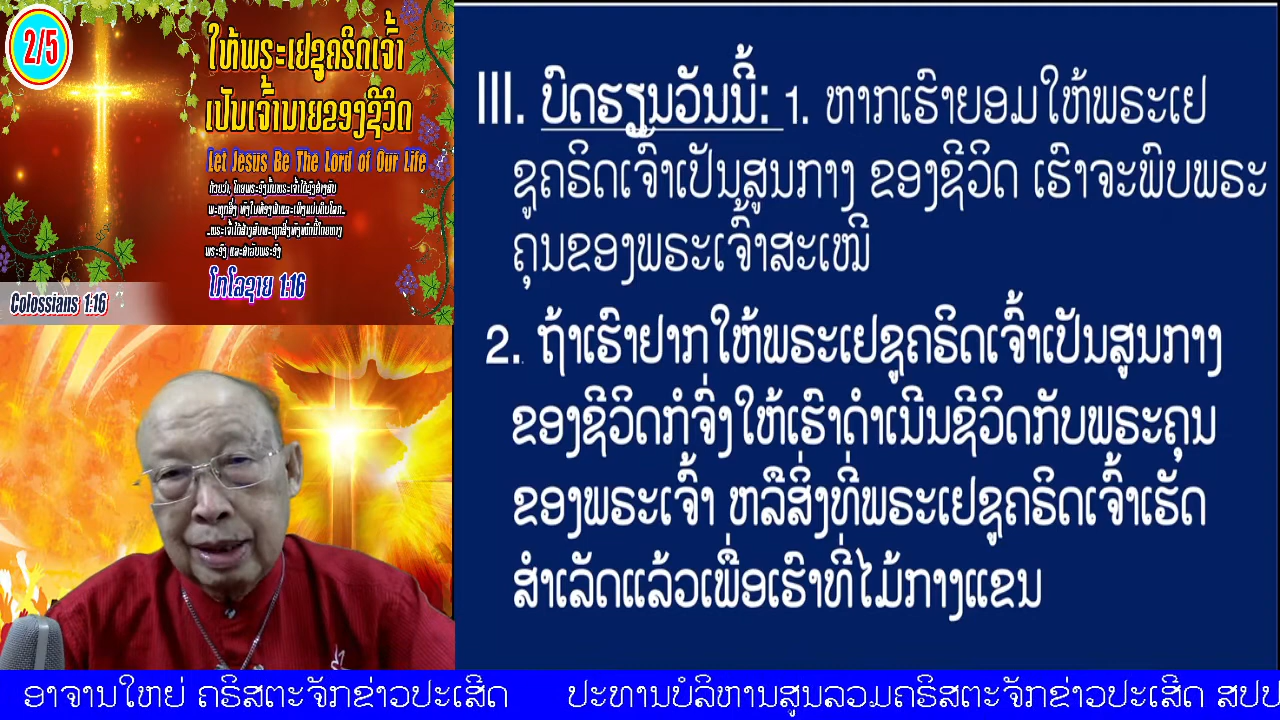 2/5
ໃຫ້ພຣະເຢຊູຄຣິດເຈົ້າ
ເປັນເຈົ້ານາຍຂອງຊີວິດ
Let Jesus Be The Lord of Our Life
ໂກໂລຊາຍ 1:16
Colossians 1:16
III. ບົດຮຽນວັນນີ້: 1. ຫາກເຮົາຍອມໃຫ້ພຣະເຢ
ຊູຄຣິດເຈົ້າເປັນສູນກາງ ຂອງຊີວິດ ເຮົາຈະພົບພຣະ
ຄຸນຂອງພຣະເຈົ້າສະເໝີ
2. ຖ້າເຮົາຢາກໃຫ້ພຣະເຢຊູຄຣິດເຈົ້າເປັນສູນກາງ
ຂອງຊີວິດກໍຈົ່ງໃຫ້ເຮົາດຳເນີນຊີວິດກັບພຣະຄຸນ
ຂອງພຣະເຈົ້າ ຫລືສິ່ງທີ່ພຣະເຢຊູຄຣິດເຈົ້າເຮັດ
ສຳເລັດແລ້ວເພື່ອເຮົາທີ່ໄມ້ກາງແຂນ
ອາຈານໃຫຍ່ ຄຣິສຕະຈັກຂ່າວປະເສີດ ປະທານບໍລິຫານສູນລວມຄຣິສຕະຈັກຂ່າວປະເສີດ ສປປ